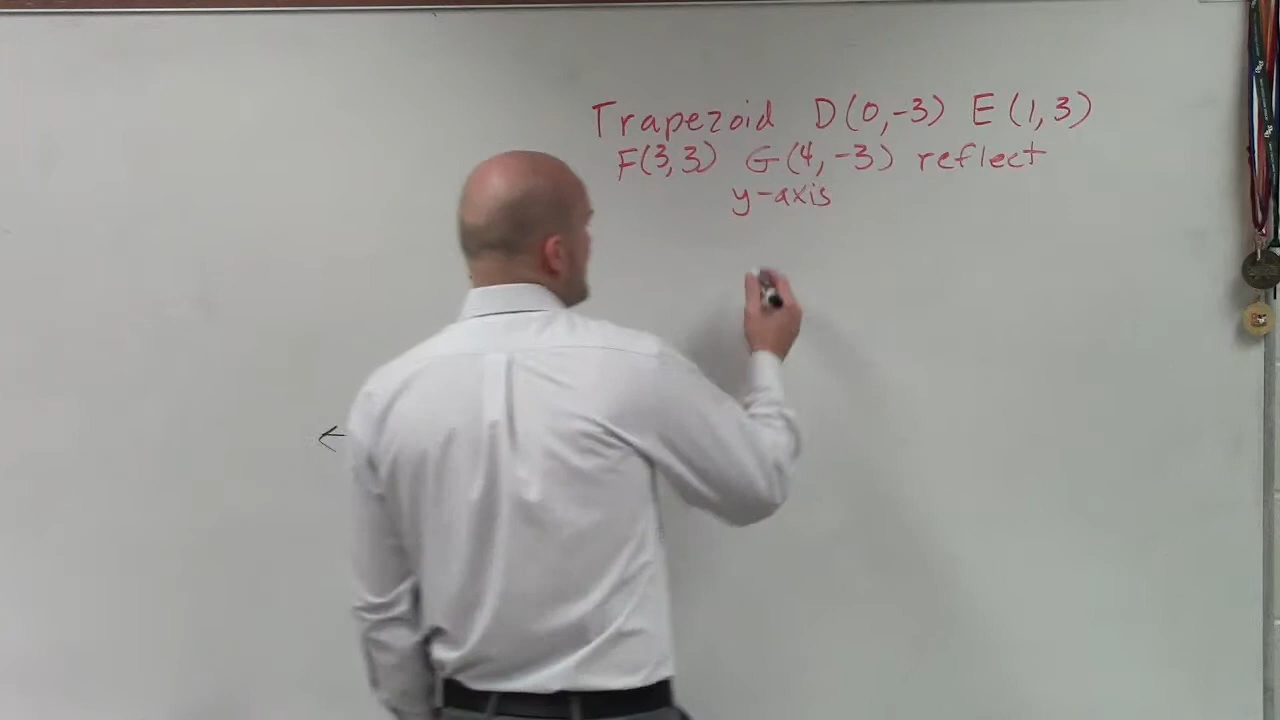 Trapezoid D(0,-3) E(1,3)
F(3,3) G(4,-3) reflect
y-axis